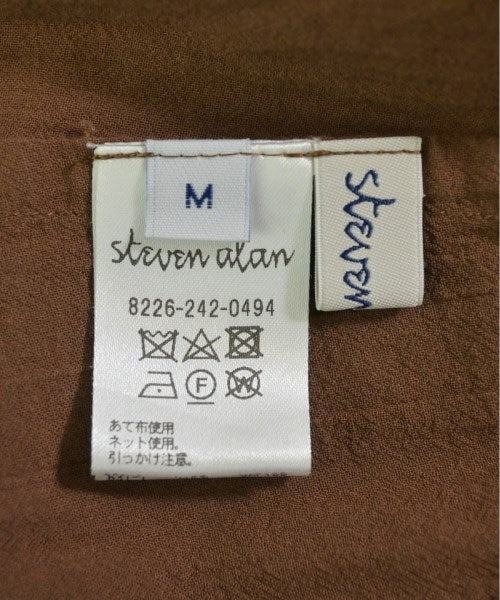 M
steven alan
8226-242-0494
F
W
あて布使用
ネット使用。
引っかけ注意。
steven